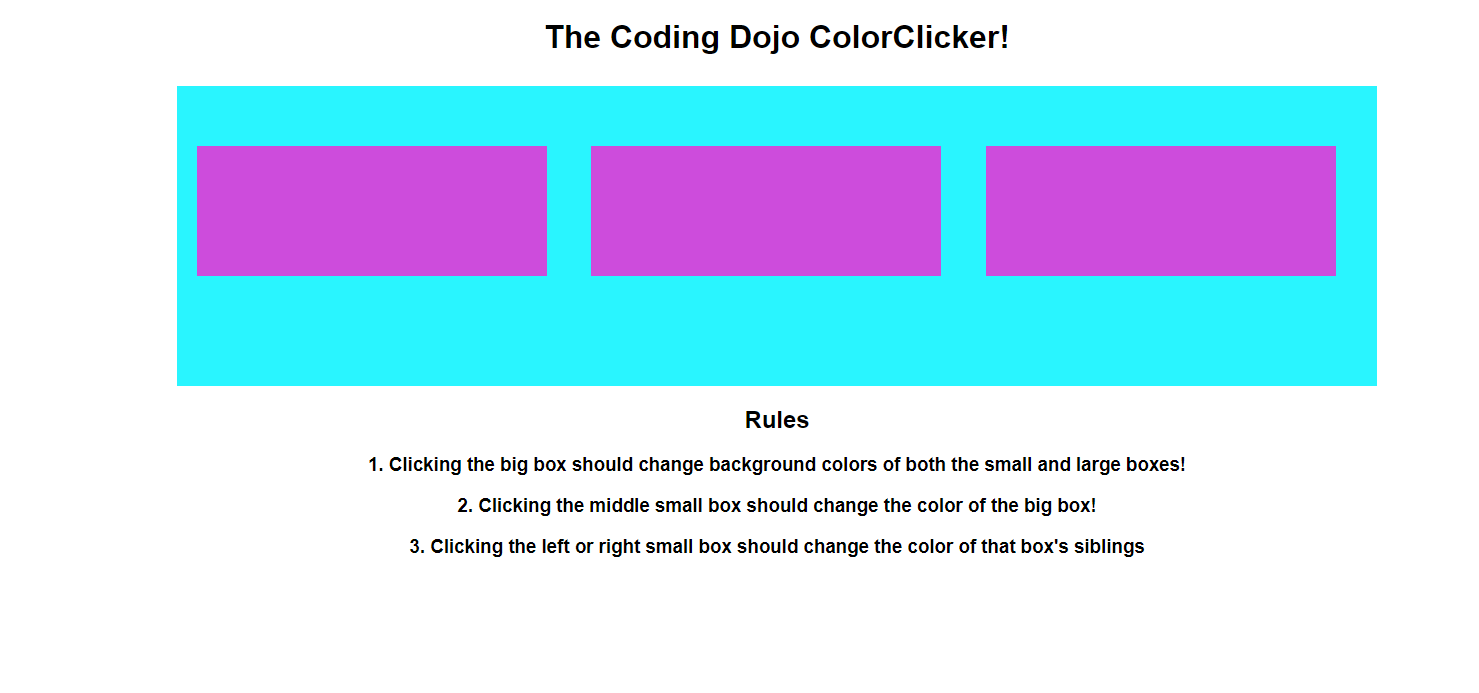 The Coding Dojo ColorClicker!
Rules
1. Clicking the big box should change background colors of both the small and large boxes!
2. Clicking the middle small box should change the color of the big box!
3. Clicking the left or right small box should change the color of that box's siblings